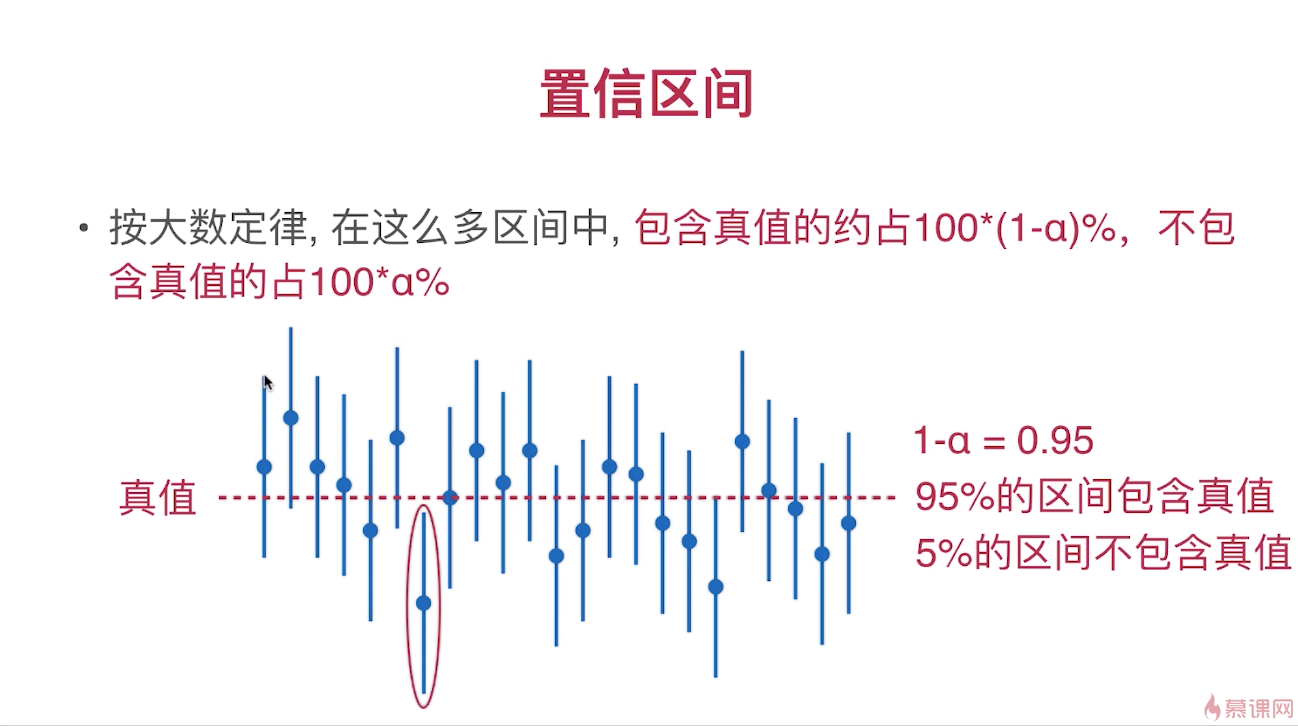 置信区间
• 按大数定律, 在这么多区间中, 包含真值的约占100*(1-α)%，不包
含真值的占100*α%
真值
1-α = 0.95
95%的区间包含真值
5%的区间不包含真值
慕课网